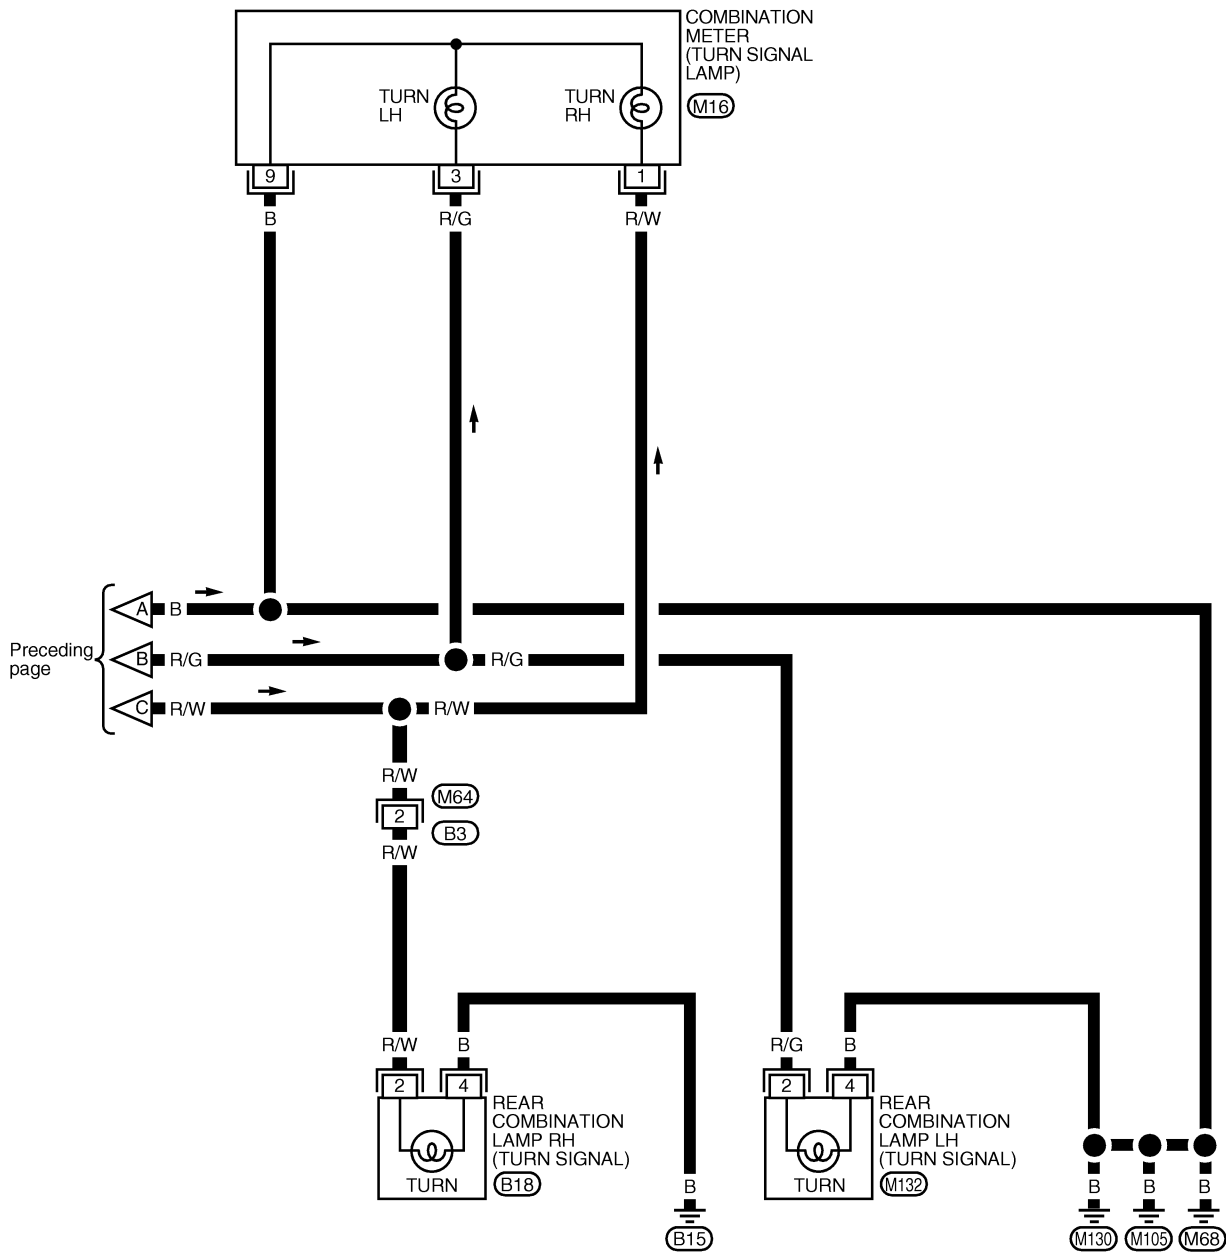 COMBINATION
METER
(TURN SIGNAL
LAMP)
M16
TURN
LH
TURN
RH
9
3
1
B
R/G
R/W
Preceding
page
A
B
B
R/G
R/G
C
R/W
R/W
R/W
M64
2
B3
R/W
R/W
B
R/G
B
2
4
2
4
REAR
COMBINATION
LAMP RH
(TURN SIGNAL)
B18
TURN
REAR
COMBINATION
LAMP LH
(TURN SIGNAL)
M132
TURN
B
B
B
B
B15
M130
M105
M68